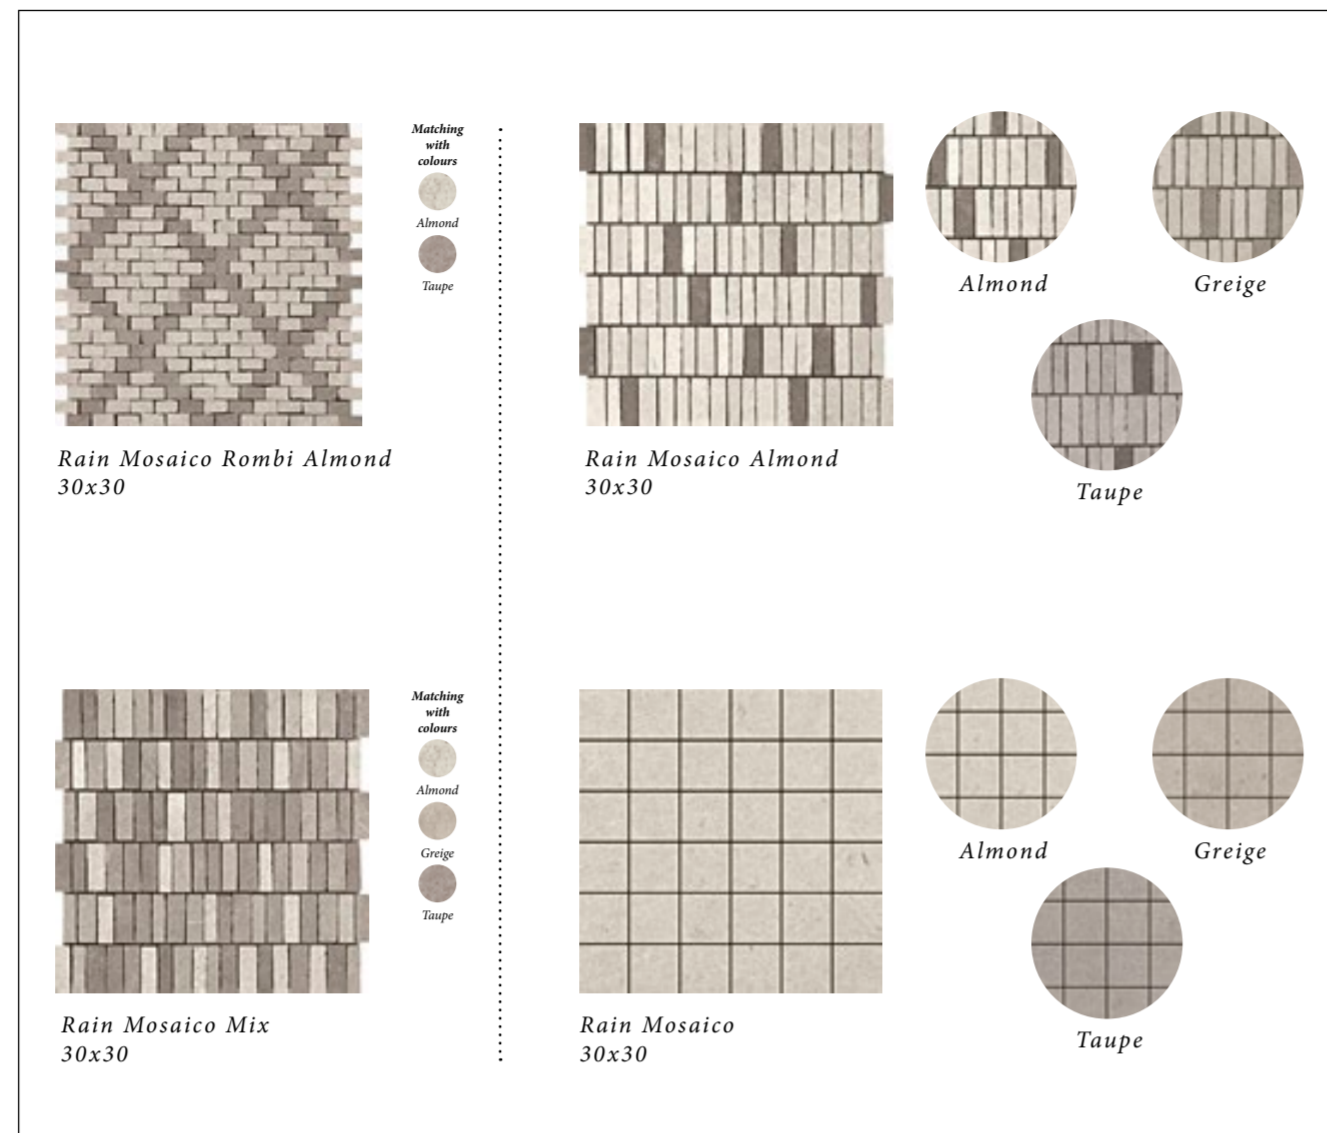 Matching
with
colours
Almond
Taupe
Rain Mosaico Rombi Almond
30x30
Rain Mosaico Almond
30x30
Almond
Greige
Taupe
Matching
with
colours
Almond
Greige
Taupe
Rain Mosaico Mix
30x30
Rain Mosaico
30x30
Almond
Greige
Taupe